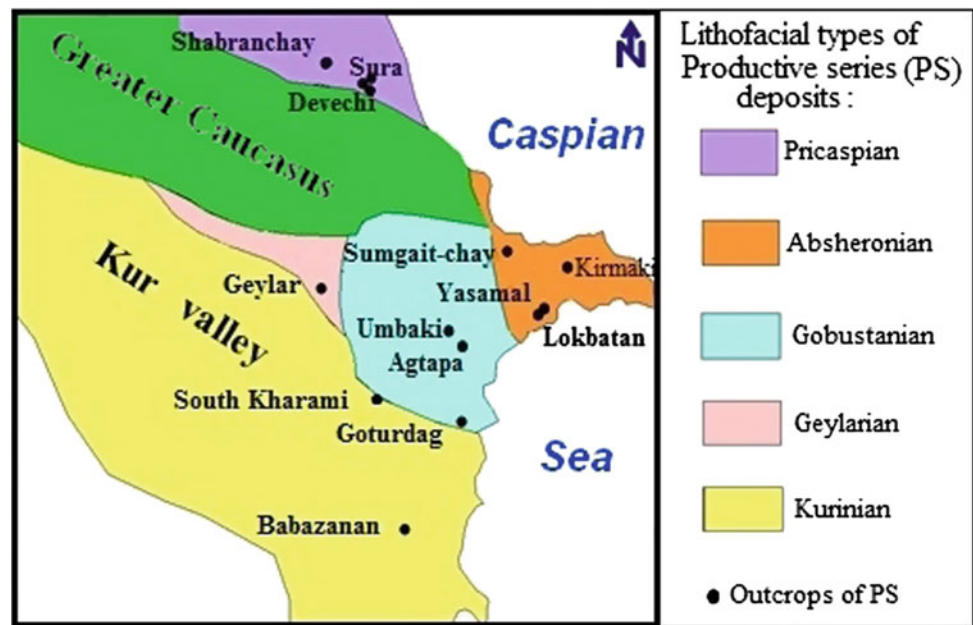 Shabranchay
Sura
Devechi
N
Greater Caucasus
Caspian
Sumgait-chay
Kirmaki
Geylar
Yasamal
Kur valley
Umbaki
Lokbatan
Agtapa
South Kharami
Goturdag
Sea
Babazanan
Lithofacial types of
Productive series (PS)
deposits :
Pricaspian
Absheronian
Gobustanian
Geylarian
Kurinian
Outcrops of PS